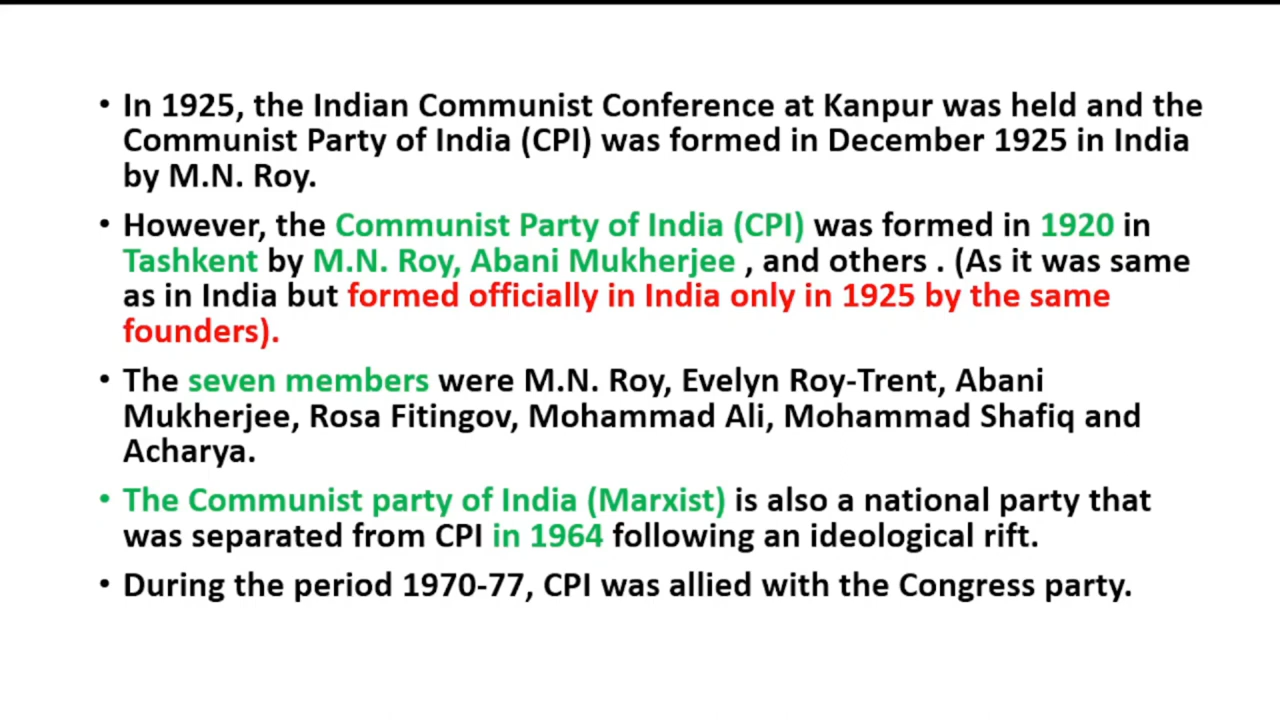 • In 1925, the Indian Communist Conference at Kanpur was held and the
Communist Party of India (CPI) was formed in December 1925 in India
by M.N. Roy.
• However, the Communist Party of India (CPI) was formed in 1920 in
Tashkent by M.N. Roy, Abani Mukherjee , and others . (As it was same
as in India but formed officially in India only in 1925 by the same
founders).
• The seven members were M.N. Roy, Evelyn Roy-Trent, Abani
Mukherjee, Rosa Fitingov, Mohammad Ali, Mohammad Shafiq and
Acharya.
• The Communist party of India (Marxist) is also a national party that
was separated from CPI in 1964 following an ideological rift.
• During the period 1970-77, CPI was allied with the Congress party.